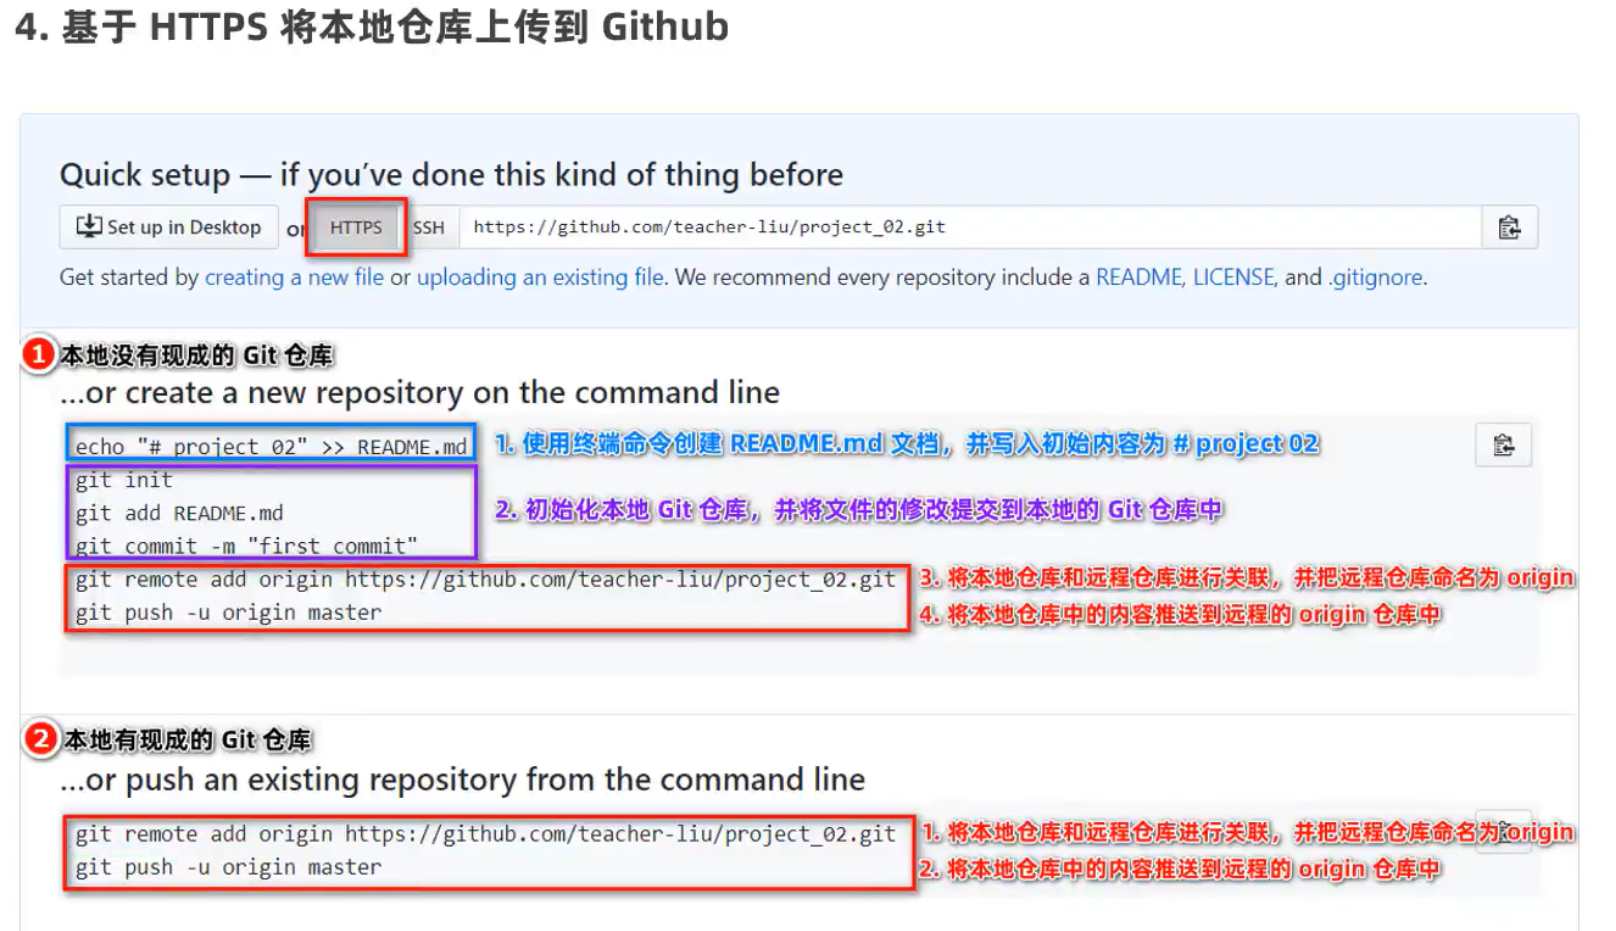 4. 基于 HTTPS 将本地仓库上传到 Github
Quick setup — if you've done this kind of thing before
Set up in Desktop or HTTPS SSH https://github.com/teacher-liu/project_02.git
Get started by creating a new file or uploading an existing file. We recommend every repository include a README, LICENSE, and .gitignore.
1 本地没有现成的 Git 仓库
...or create a new repository on the command line
echo "# project 02" >> README.md 1. 使用终端命令创建 README.md 文档，并写入初始内容为 # project 02
git init
git add README.md 2. 初始化本地 Git 仓库，并将文件的修改提交到本地的 Git 仓库中
git commit -m "first commit"
git remote add origin https://github.com/teacher-liu/project_02.git 3. 将本地仓库和远程仓库进行关联，并把远程仓库命名为 origin
git push -u origin master 4. 将本地仓库中的内容推送到远程的 origin 仓库中
2 本地有现成的 Git 仓库
...or push an existing repository from the command line
git remote add origin https://github.com/teacher-liu/project_02.git 1. 将本地仓库和远程仓库进行关联，并把远程仓库命名为 origin
git push -u origin master 2. 将本地仓库中的内容推送到远程的 origin 仓库中